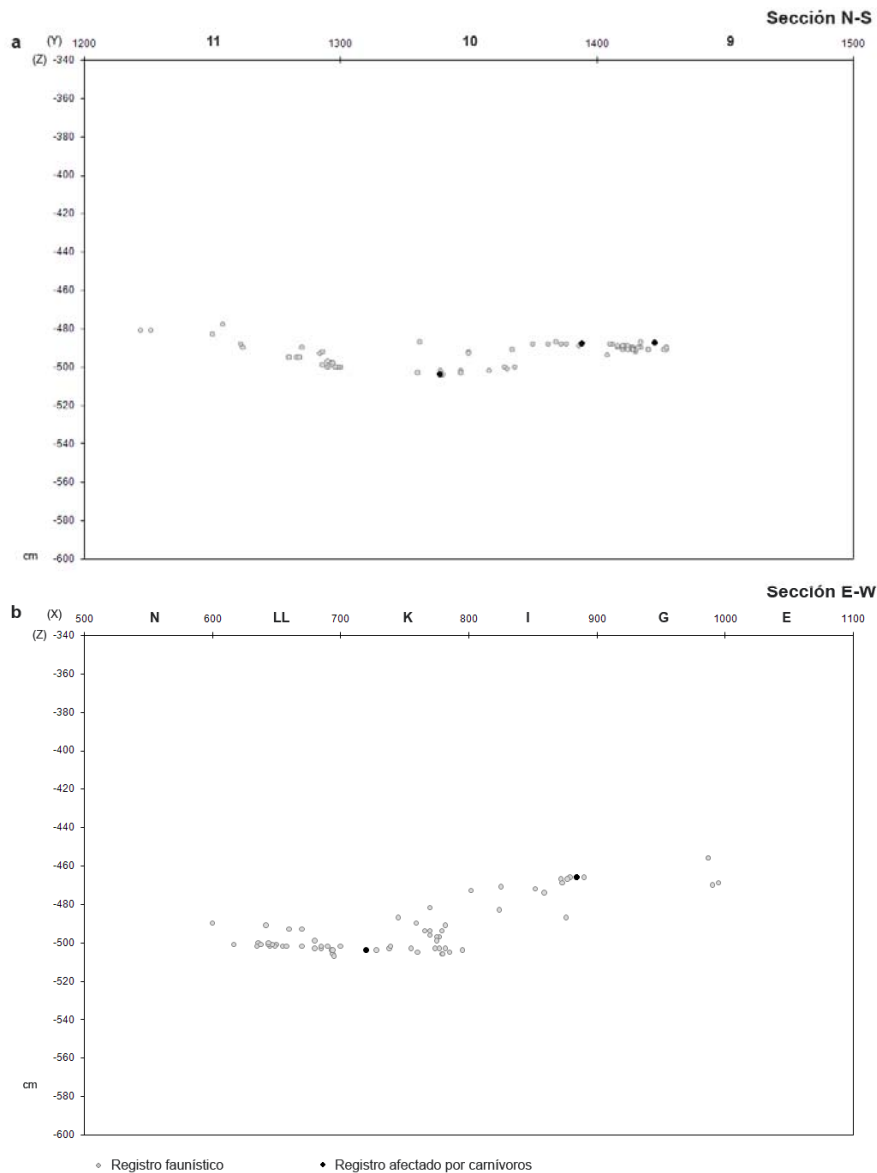 Sección N-S
a (Y) 11 10 9
1200 1300 1400 1500
(Z) -340
-360
-380
-400
-420
-440
-460
-480
-500
-520
-540
-560
-580
cm -600
Sección E-W
b (X) 500 N 600 LL 700 K 800 I 900 G 1000 E 1100
(Z) -340
-360
-380
-400
-420
-440
-460
-480
-500
-520
-540
-560
cm -580
-600
Registro faunístico Registro afectado por carnívoros